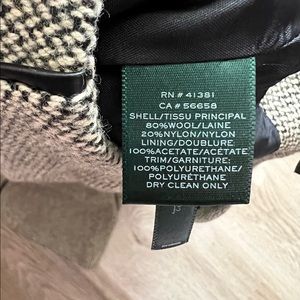 RN # 41381
CA # 56658
SHELL/TISSU PRINCIPAL
80%WOOL/LAINE
20%NYLON/NYLON
LINING/DOUBLURE:
100%ACETATE/ACÉTATE
TRIM/GARNITURE:
100%POLYURETHANE/
POLYURÉTHANE
DRY CLEAN ONLY